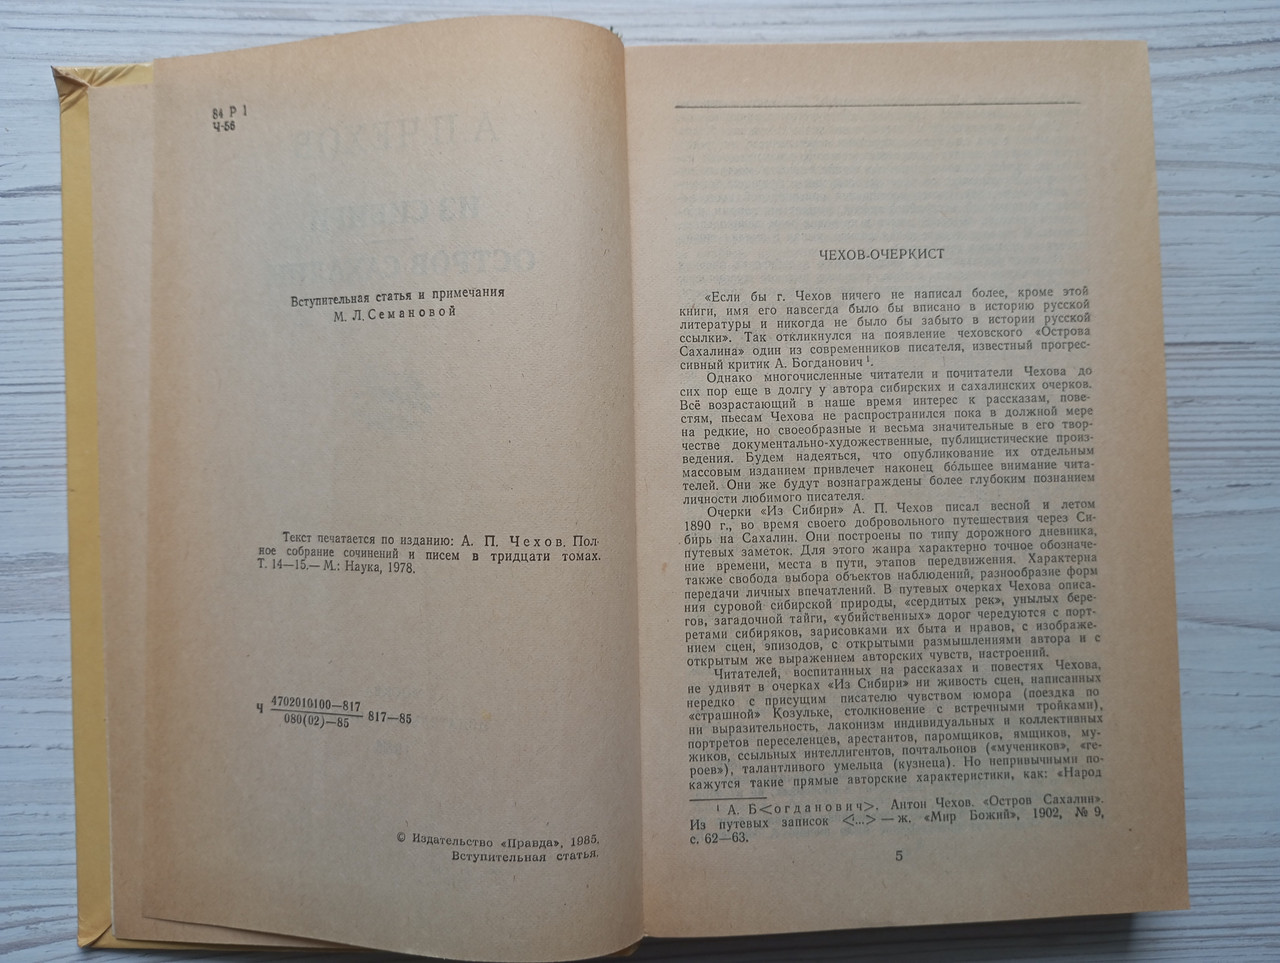 84 Р 1
Ч-56
Вступительная статья и примечания
М. Л. Семановой
Текст печатается по изданию: А. П. Чехов. Пол-
ное собрание сочинений и писем в тридцати томах.
Т. 14—15.— М.: Наука, 1978.
Ч 4702010100—817
080(02)—85 817—85
© Издательство «Правда», 1985.
Вступительная статья.
ЧЕХОВ-ОЧЕРКИСТ
«Если бы г. Чехов ничего не написал более, кроме этой
книги, имя его навсегда было бы вписано в историю русской
литературы и никогда не было бы забыто в истории русской
ссылки». Так откликнулся на появление чеховского «Острова
Сахалина» один из современников писателя, известный прогрес-
сивный критик А. Богданович ¹.
Однако многочисленные читатели и почитатели Чехова до
сих пор еще в долгу у автора сибирских и сахалинских очерков.
Всё возрастающий в наше время интерес к рассказам, пове-
стям, пьесам Чехова не распространился пока в должной мере
на редкие, но своеобразные и весьма значительные в его твор-
честве документально-художественные, публицистические произ-
ведения. Будем надеяться, что опубликование их отдельным
массовым изданием привлечет наконец бо́льшее внимание чита-
телей. Они же будут вознаграждены более глубоким познанием
личности любимого писателя.
Очерки «Из Сибири» А. П. Чехов писал весной и летом
1890 г., во время своего добровольного путешествия через Си-
бирь на Сахалин. Они построены по типу дорожного дневника,
путевых заметок. Для этого жанра характерно точное обозначе-
ние времени, места в пути, этапов передвижения. Характерна
также свобода выбора объектов наблюдений, разнообразие форм
передачи личных впечатлений. В путевых очерках Чехова описа-
ния суровой сибирской природы, «сердитых рек», унылых бере-
гов, загадочной тайги, «убийственных» дорог чередуются с порт-
ретами сибиряков, зарисовками их быта и нравов, с изображе-
нием сцен, эпизодов, с открытыми размышлениями автора и с
открытым же выражением авторских чувств, настроений.
Читателей, воспитанных на рассказах и повестях Чехова,
не удивят в очерках «Из Сибири» ни живость сцен, написанных
нередко с присущим писателю чувством юмора (поездка по
«страшной» Козульке, столкновение с встречными тройками),
ни выразительность, лаконизм индивидуальных и коллективных
портретов переселенцев, арестантов, паромщиков, ямщиков, му-
жиков, ссыльных интеллигентов, почтальонов («мучеников», «ге-
роев»), талантливого умельца (кузнеца). Но непривычными по-
кажутся такие прямые авторские характеристики, как: «Народ
¹ А. Б<огданович>. Антон Чехов. «Остров Сахалин».
Из путевых записок <...> — ж. «Мир Божий», 1902, № 9,
с. 62—63.
5